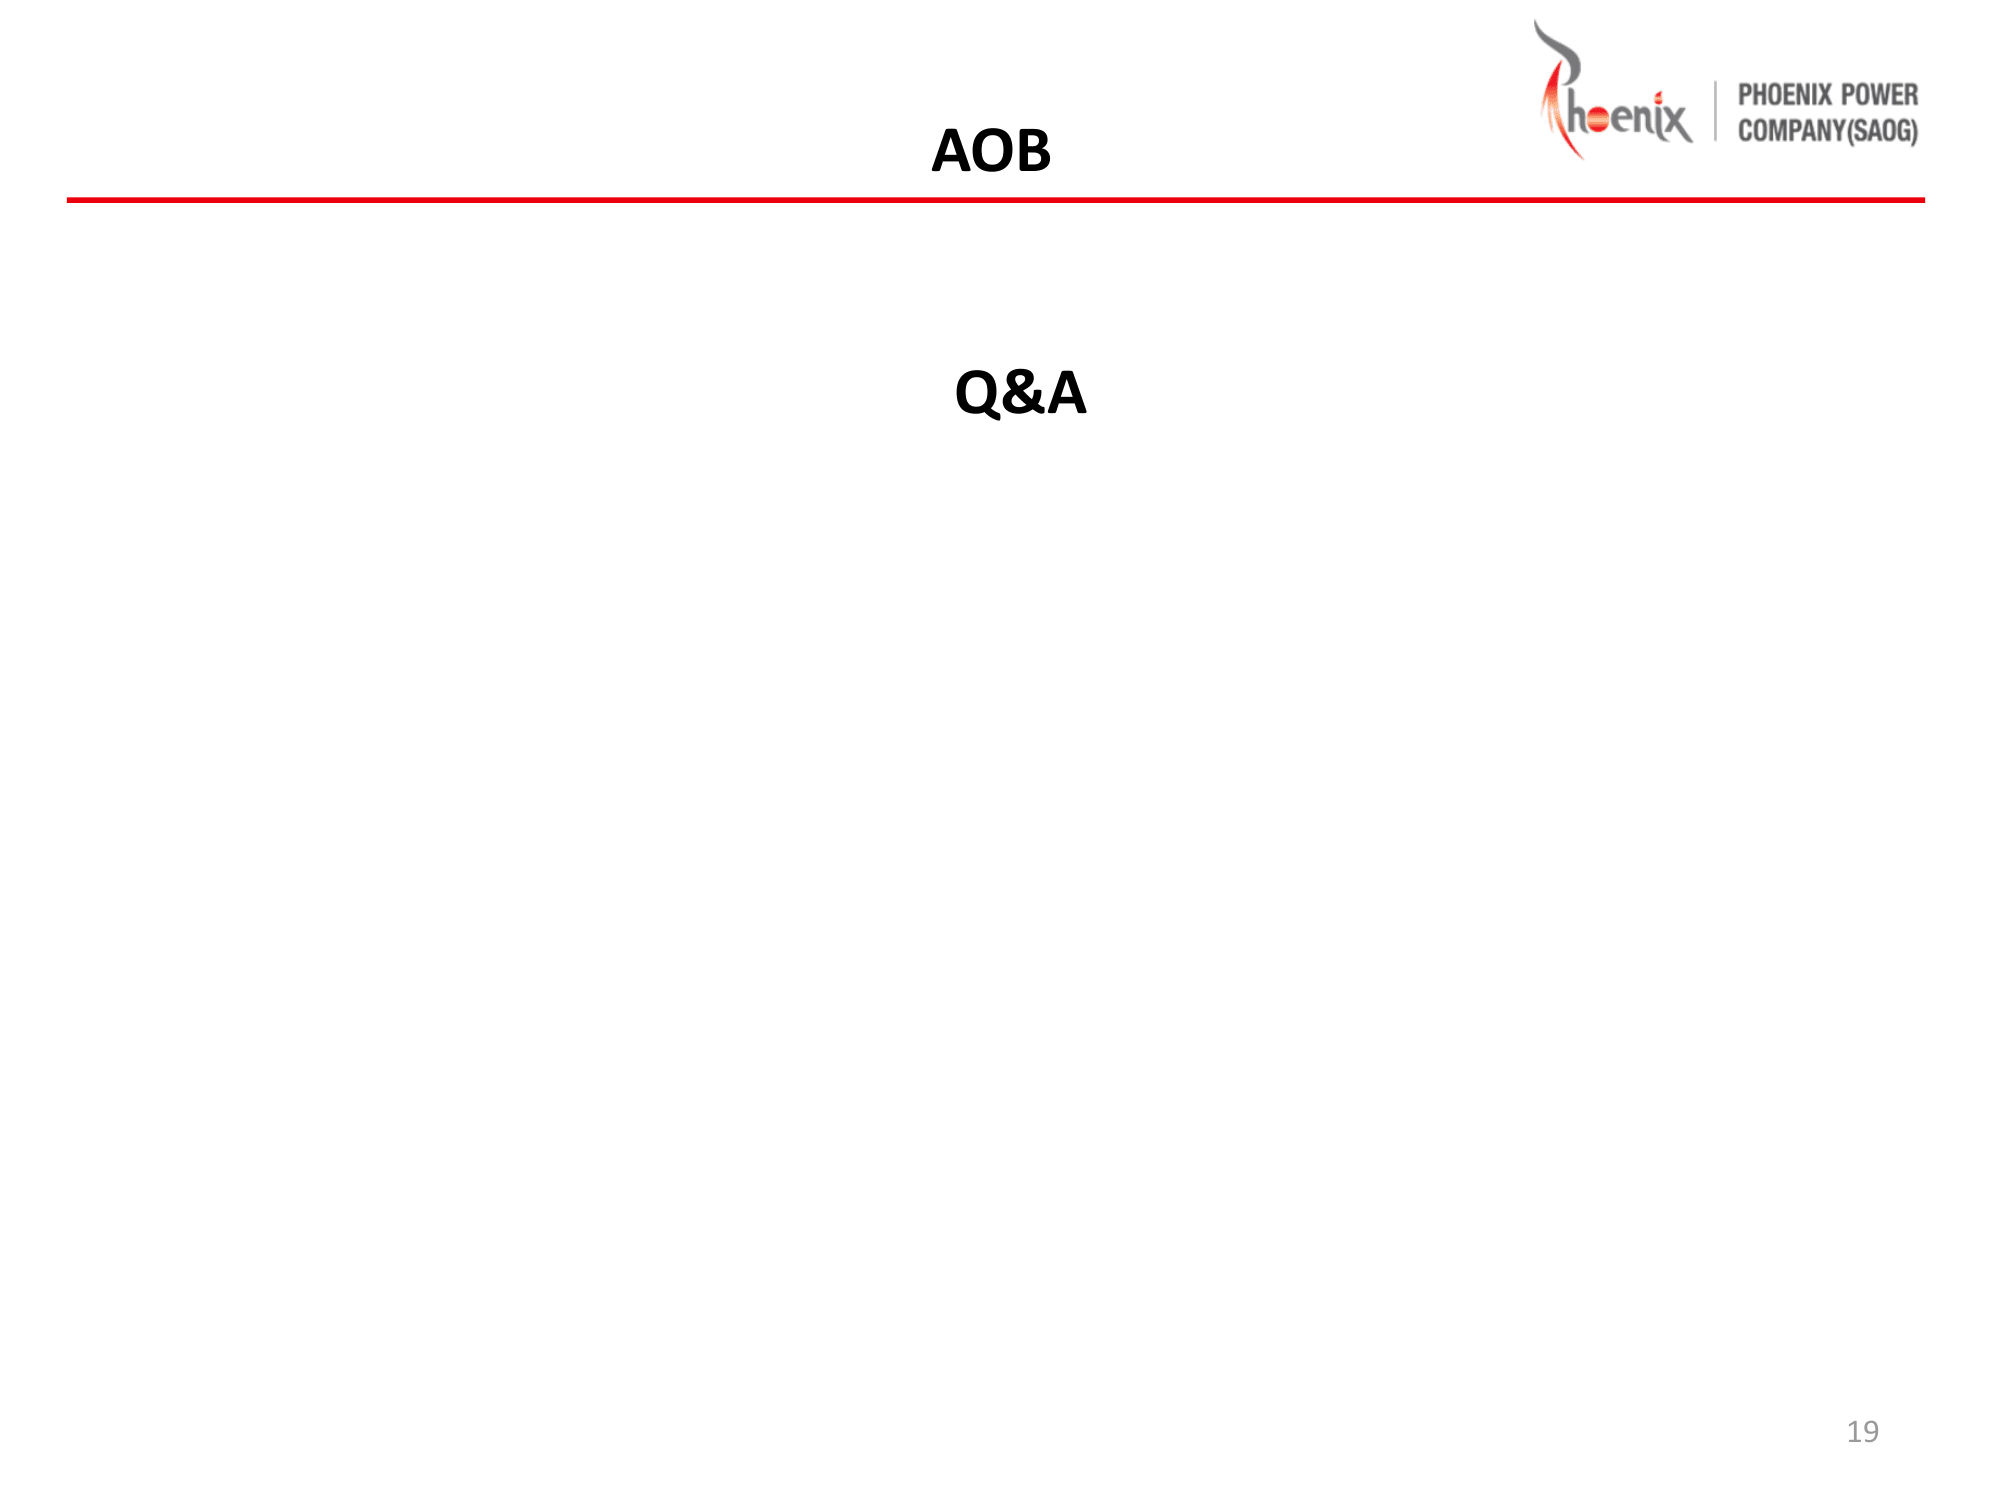 Phoenix
PHOENIX POWER
COMPANY(SAOG)
AOB
Q&A
19